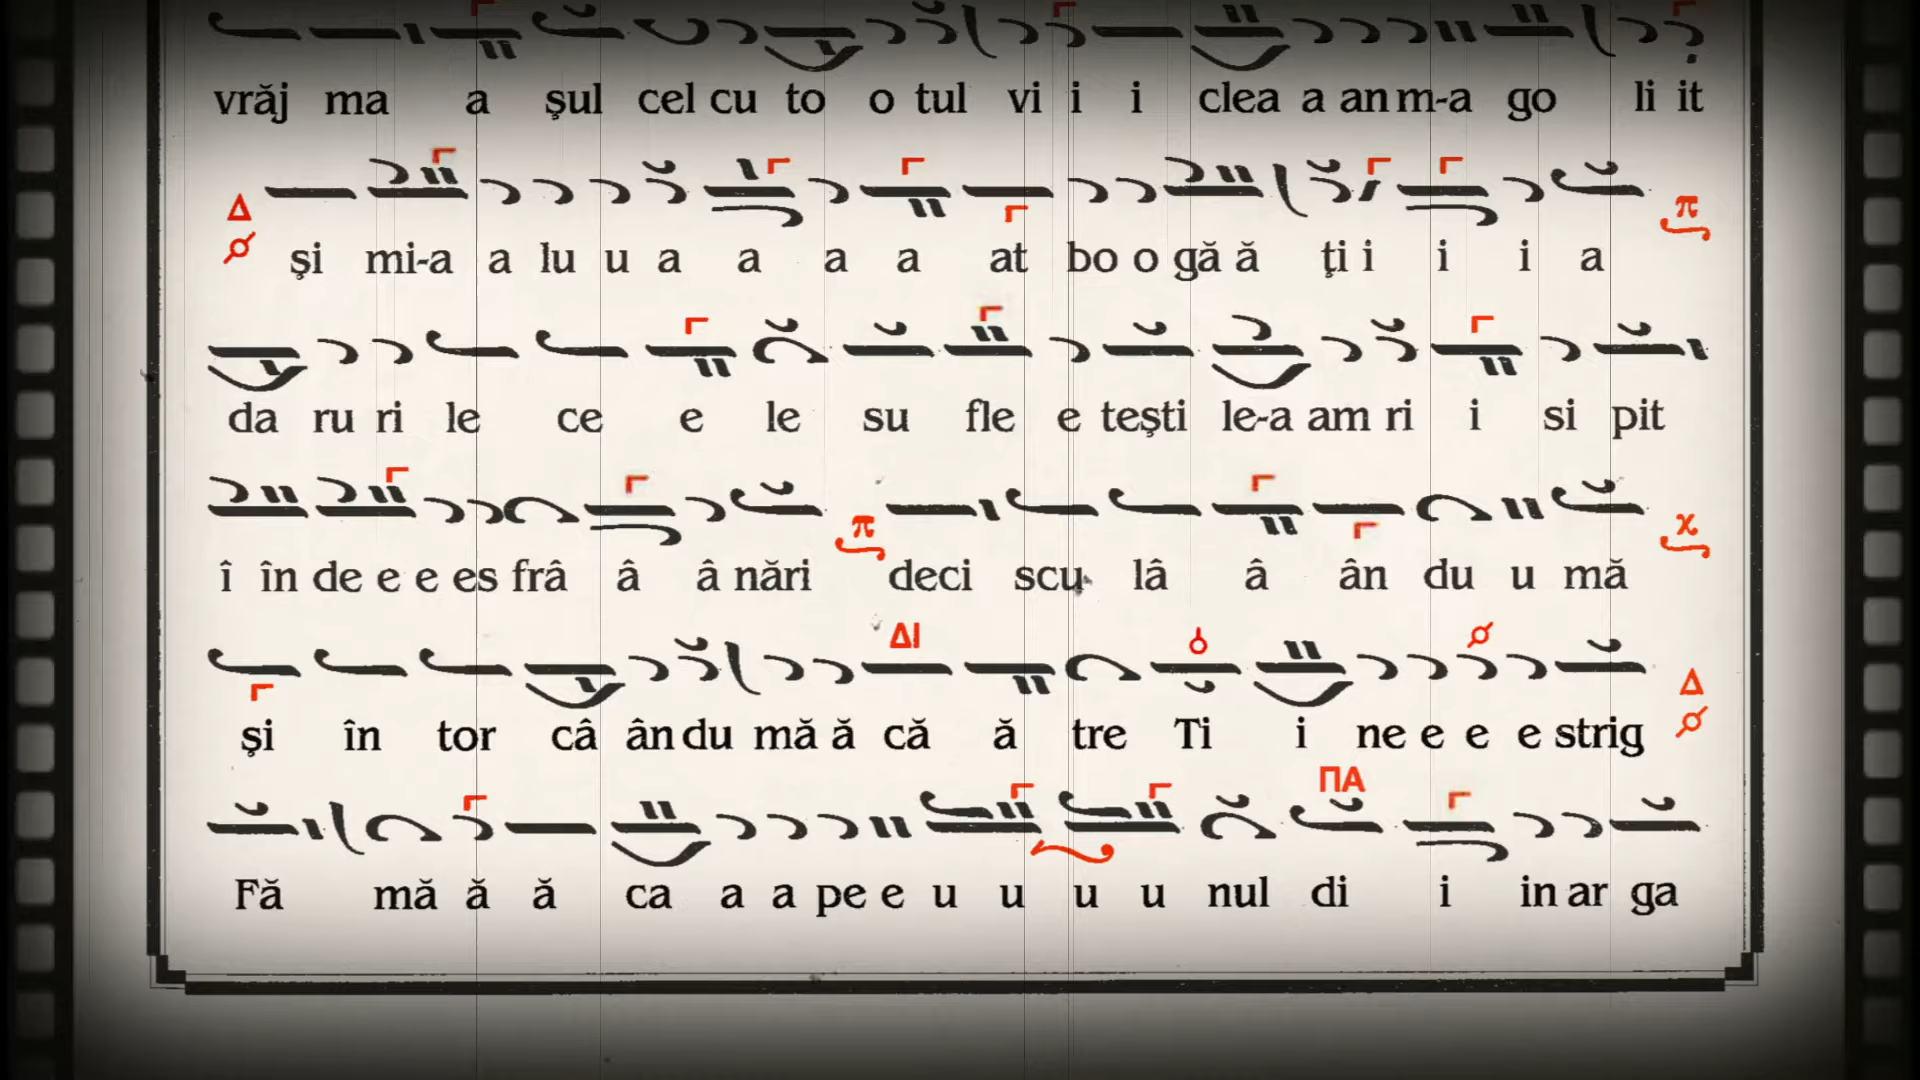 vrăj ma a şul cel cu to o tul vi i i clea a an m-a go li it
Δ şi mi-a a lu u a a a a at bo o gă ă ţi i i i a π
da ru ri le ce e le su fle e teşti le-a am ri i si pit
î în de e e es frâ â â nări π deci scu lâ â ân du u mă χ
ΔΙ
şi în tor câ ân du mă ă că ă tre Ti i ne e e e strig Δ
ΠΑ
Fă mă ă ă ca a a pe e u u u u nul di i in ar ga